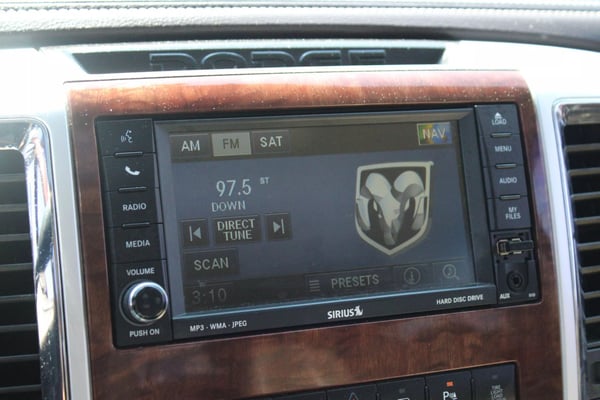 DODGE
AM FM SAT NAV
97.5 ST
DOWN
DIRECT
TUNE
SCAN
PRESETS
3:10
RADIO
MEDIA
VOLUME
PUSH ON
LOAD
MENU
AUDIO
MY
FILES
AUX
MP3 - WMA - JPEG
SIRIUS
HARD DISC DRIVE